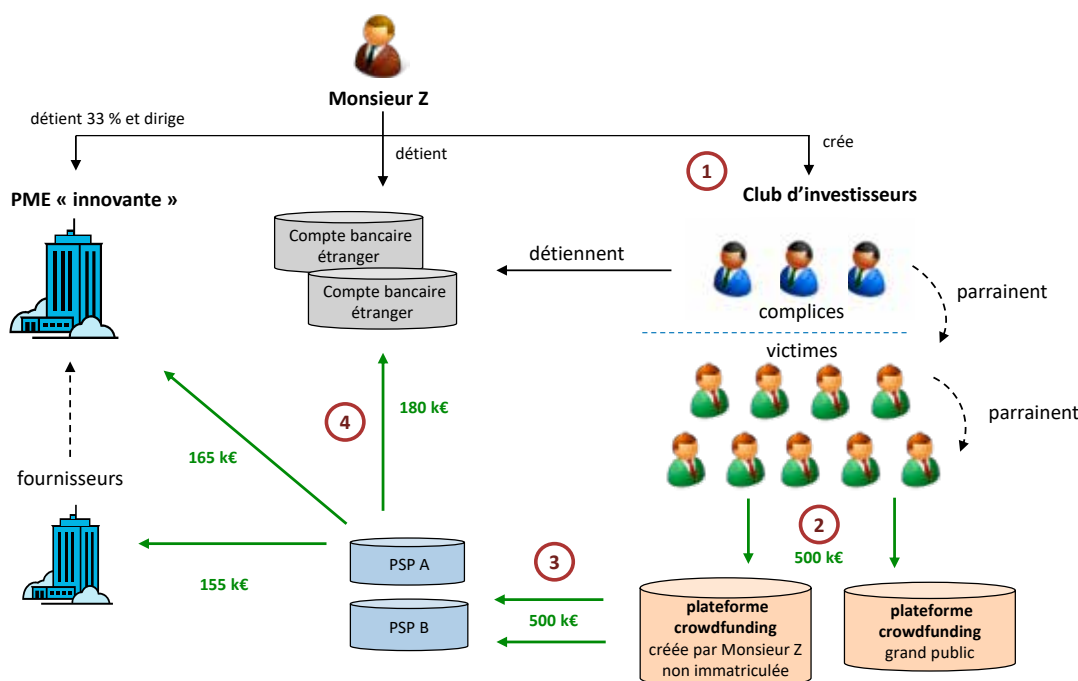 Monsieur Z
détient 33 % et dirige
détient
crée
1
PME « innovante »
Club d’investisseurs
Compte bancaire
étranger
Compte bancaire
étranger
détiennent
complices
parrainent
victimes
parrainent
4
180 k€
165 k€
fournisseurs
2
500 k€
155 k€
PSP A
PSP B
3
500 k€
plateforme
crowdfunding
créée par Monsieur Z
non immatriculée
plateforme
crowdfunding
grand public